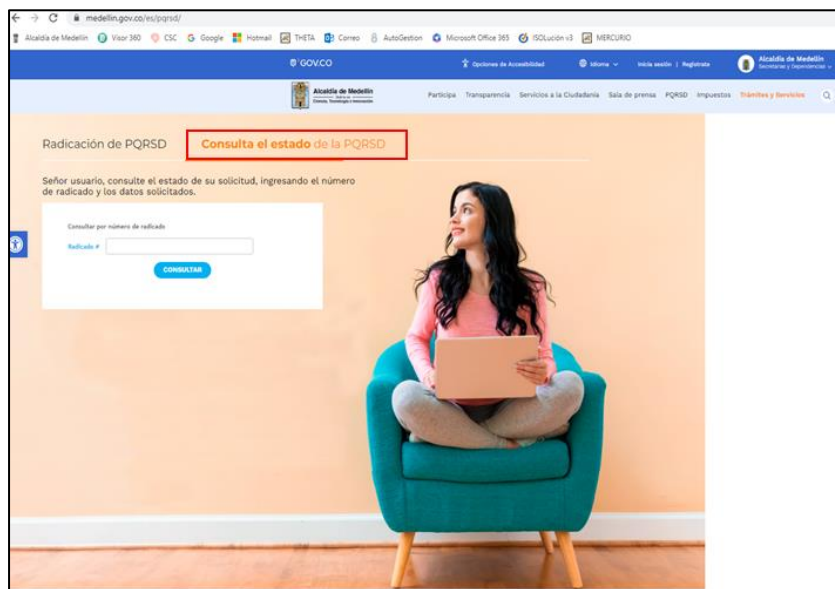 medellin.gov.co/es/pqrsd/
Alcaldía de Medellín Visor 360 CSC Google Hotmail THETA Correo AutoGestion Microsoft Office 365 ISOLución v3 MERCURIO
GOV.CO Opciones de Accesibilidad Idioma Inicia sesión | Regístrate Alcaldía de Medellín
Secretarías y Dependencias
Alcaldía de Medellín
Ciencia, Tecnología e Innovación
Participa Transparencia Servicios a la Ciudadanía Sala de prensa PQRSD Impuestos Trámites y Servicios
Radicación de PQRSD Consulta el estado de la PQRSD
Señor usuario, consulte el estado de su solicitud, ingresando el número
de radicado y los datos solicitados.
Consultar por número de radicado
Radicado #
CONSULTAR